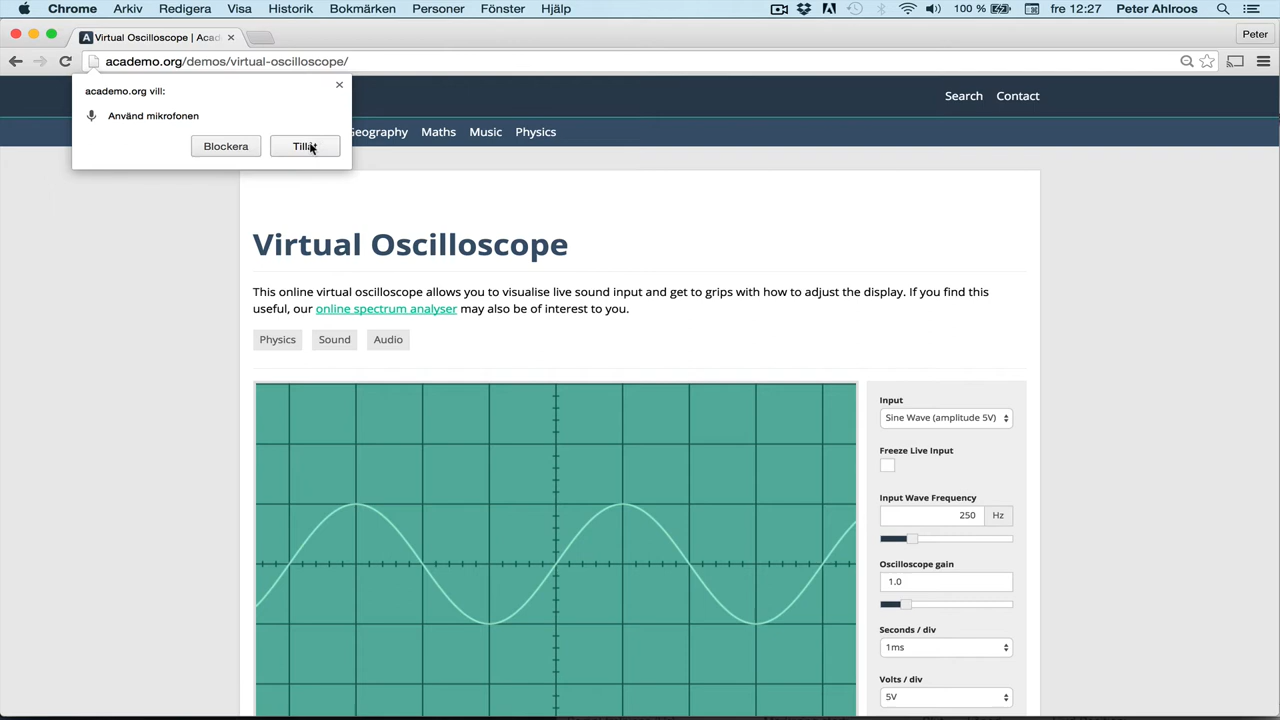 Chrome Arkiv Redigera Visa Historik Bokmärken Personer Fönster Hjälp 100 % fre 12:27 Peter Ahlroos
Virtual Oscilloscope | Acad
Peter
academo.org/demos/virtual-oscilloscope/
academo.org vill:
Använd mikrofonen
Blockera
Search Contact
Geography Maths Music Physics
Virtual Oscilloscope
This online virtual oscilloscope allows you to visualise live sound input and get to grips with how to adjust the display. If you find this
useful, our online spectrum analyser may also be of interest to you.
Physics Sound Audio
Input
Sine Wave (amplitude 5V)
Freeze Live Input
Input Wave Frequency
250 Hz
Oscilloscope gain
1.0
Seconds / div
1ms
Volts / div
5V